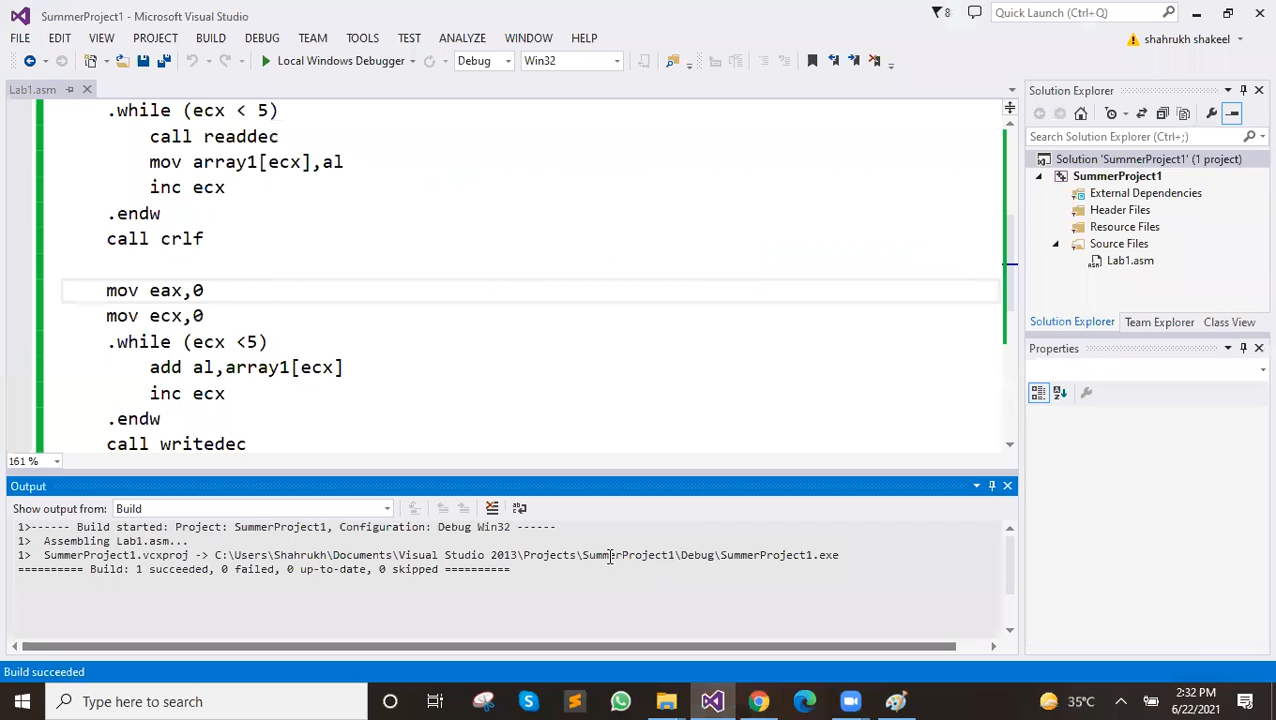 SummerProject1 - Microsoft Visual Studio
8
Quick Launch (Ctrl+Q)
FILE EDIT VIEW PROJECT BUILD DEBUG TEAM TOOLS TEST ANALYZE WINDOW HELP
shahrukh shakeel
Local Windows Debugger
Debug
Win32
Lab1.asm
.while (ecx < 5)
call readdec
mov array1[ecx],al
inc ecx
.endw
call crlf
mov eax,0
mov ecx,0
.while (ecx <5)
add al,array1[ecx]
inc ecx
.endw
call writedec
161 %
Solution Explorer
Search Solution Explorer (Ctrl+;)
Solution 'SummerProject1' (1 project)
SummerProject1
External Dependencies
Header Files
Resource Files
Source Files
Lab1.asm
Solution Explorer Team Explorer Class View
Properties
Output
Show output from: Build
1>------ Build started: Project: SummerProject1, Configuration: Debug Win32 ------
1>  Assembling Lab1.asm...
1>  SummerProject1.vcxproj -> C:\Users\Shahrukh\Documents\Visual Studio 2013\Projects\SummerProject1\Debug\SummerProject1.exe
========== Build: 1 succeeded, 0 failed, 0 up-to-date, 0 skipped ==========
Build succeeded
Type here to search
35°C
2:32 PM
6/22/2021